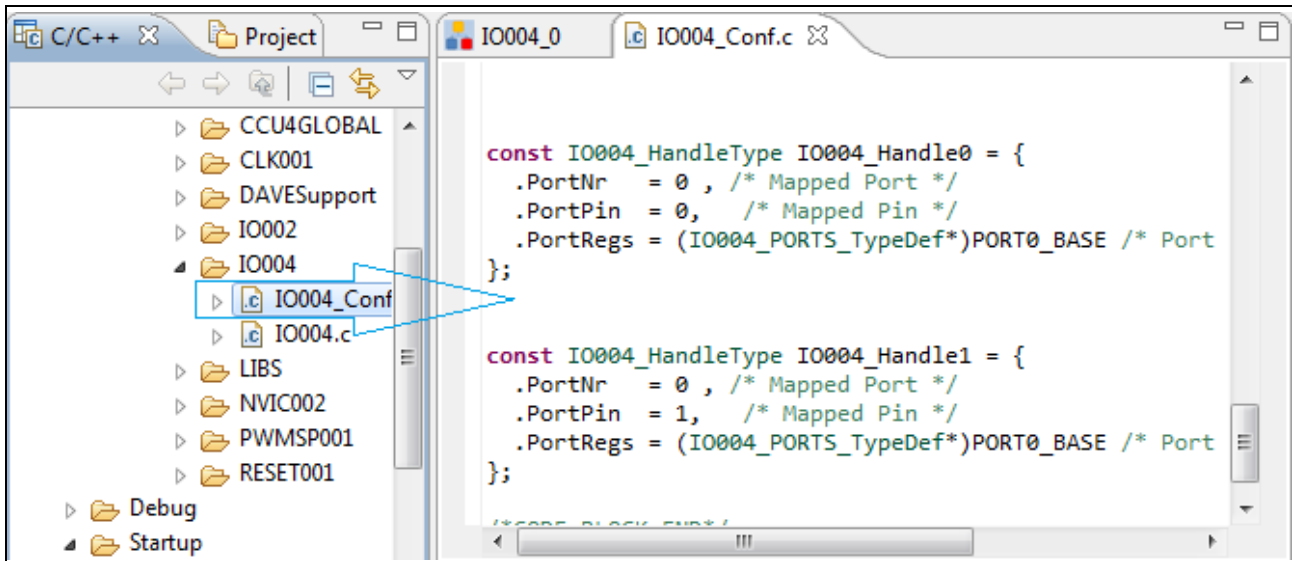 C/C++
Project
CCU4GLOBAL
CLK001
DAVESupport
IO002
IO004
IO004_Conf
IO004.c
LIBS
NVIC002
PWMSP001
RESET001
Debug
Startup
IO004_0
IO004_Conf.c
const IO004_HandleType IO004_Handle0 = {
.PortNr = 0 , /* Mapped Port */
.PortPin = 0, /* Mapped Pin */
.PortRegs = (IO004_PORTS_TypeDef*)PORT0_BASE /* Port
};
const IO004_HandleType IO004_Handle1 = {
.PortNr = 0 , /* Mapped Port */
.PortPin = 1, /* Mapped Pin */
.PortRegs = (IO004_PORTS_TypeDef*)PORT0_BASE /* Port
};
/*CODE_BLOCK_END*/